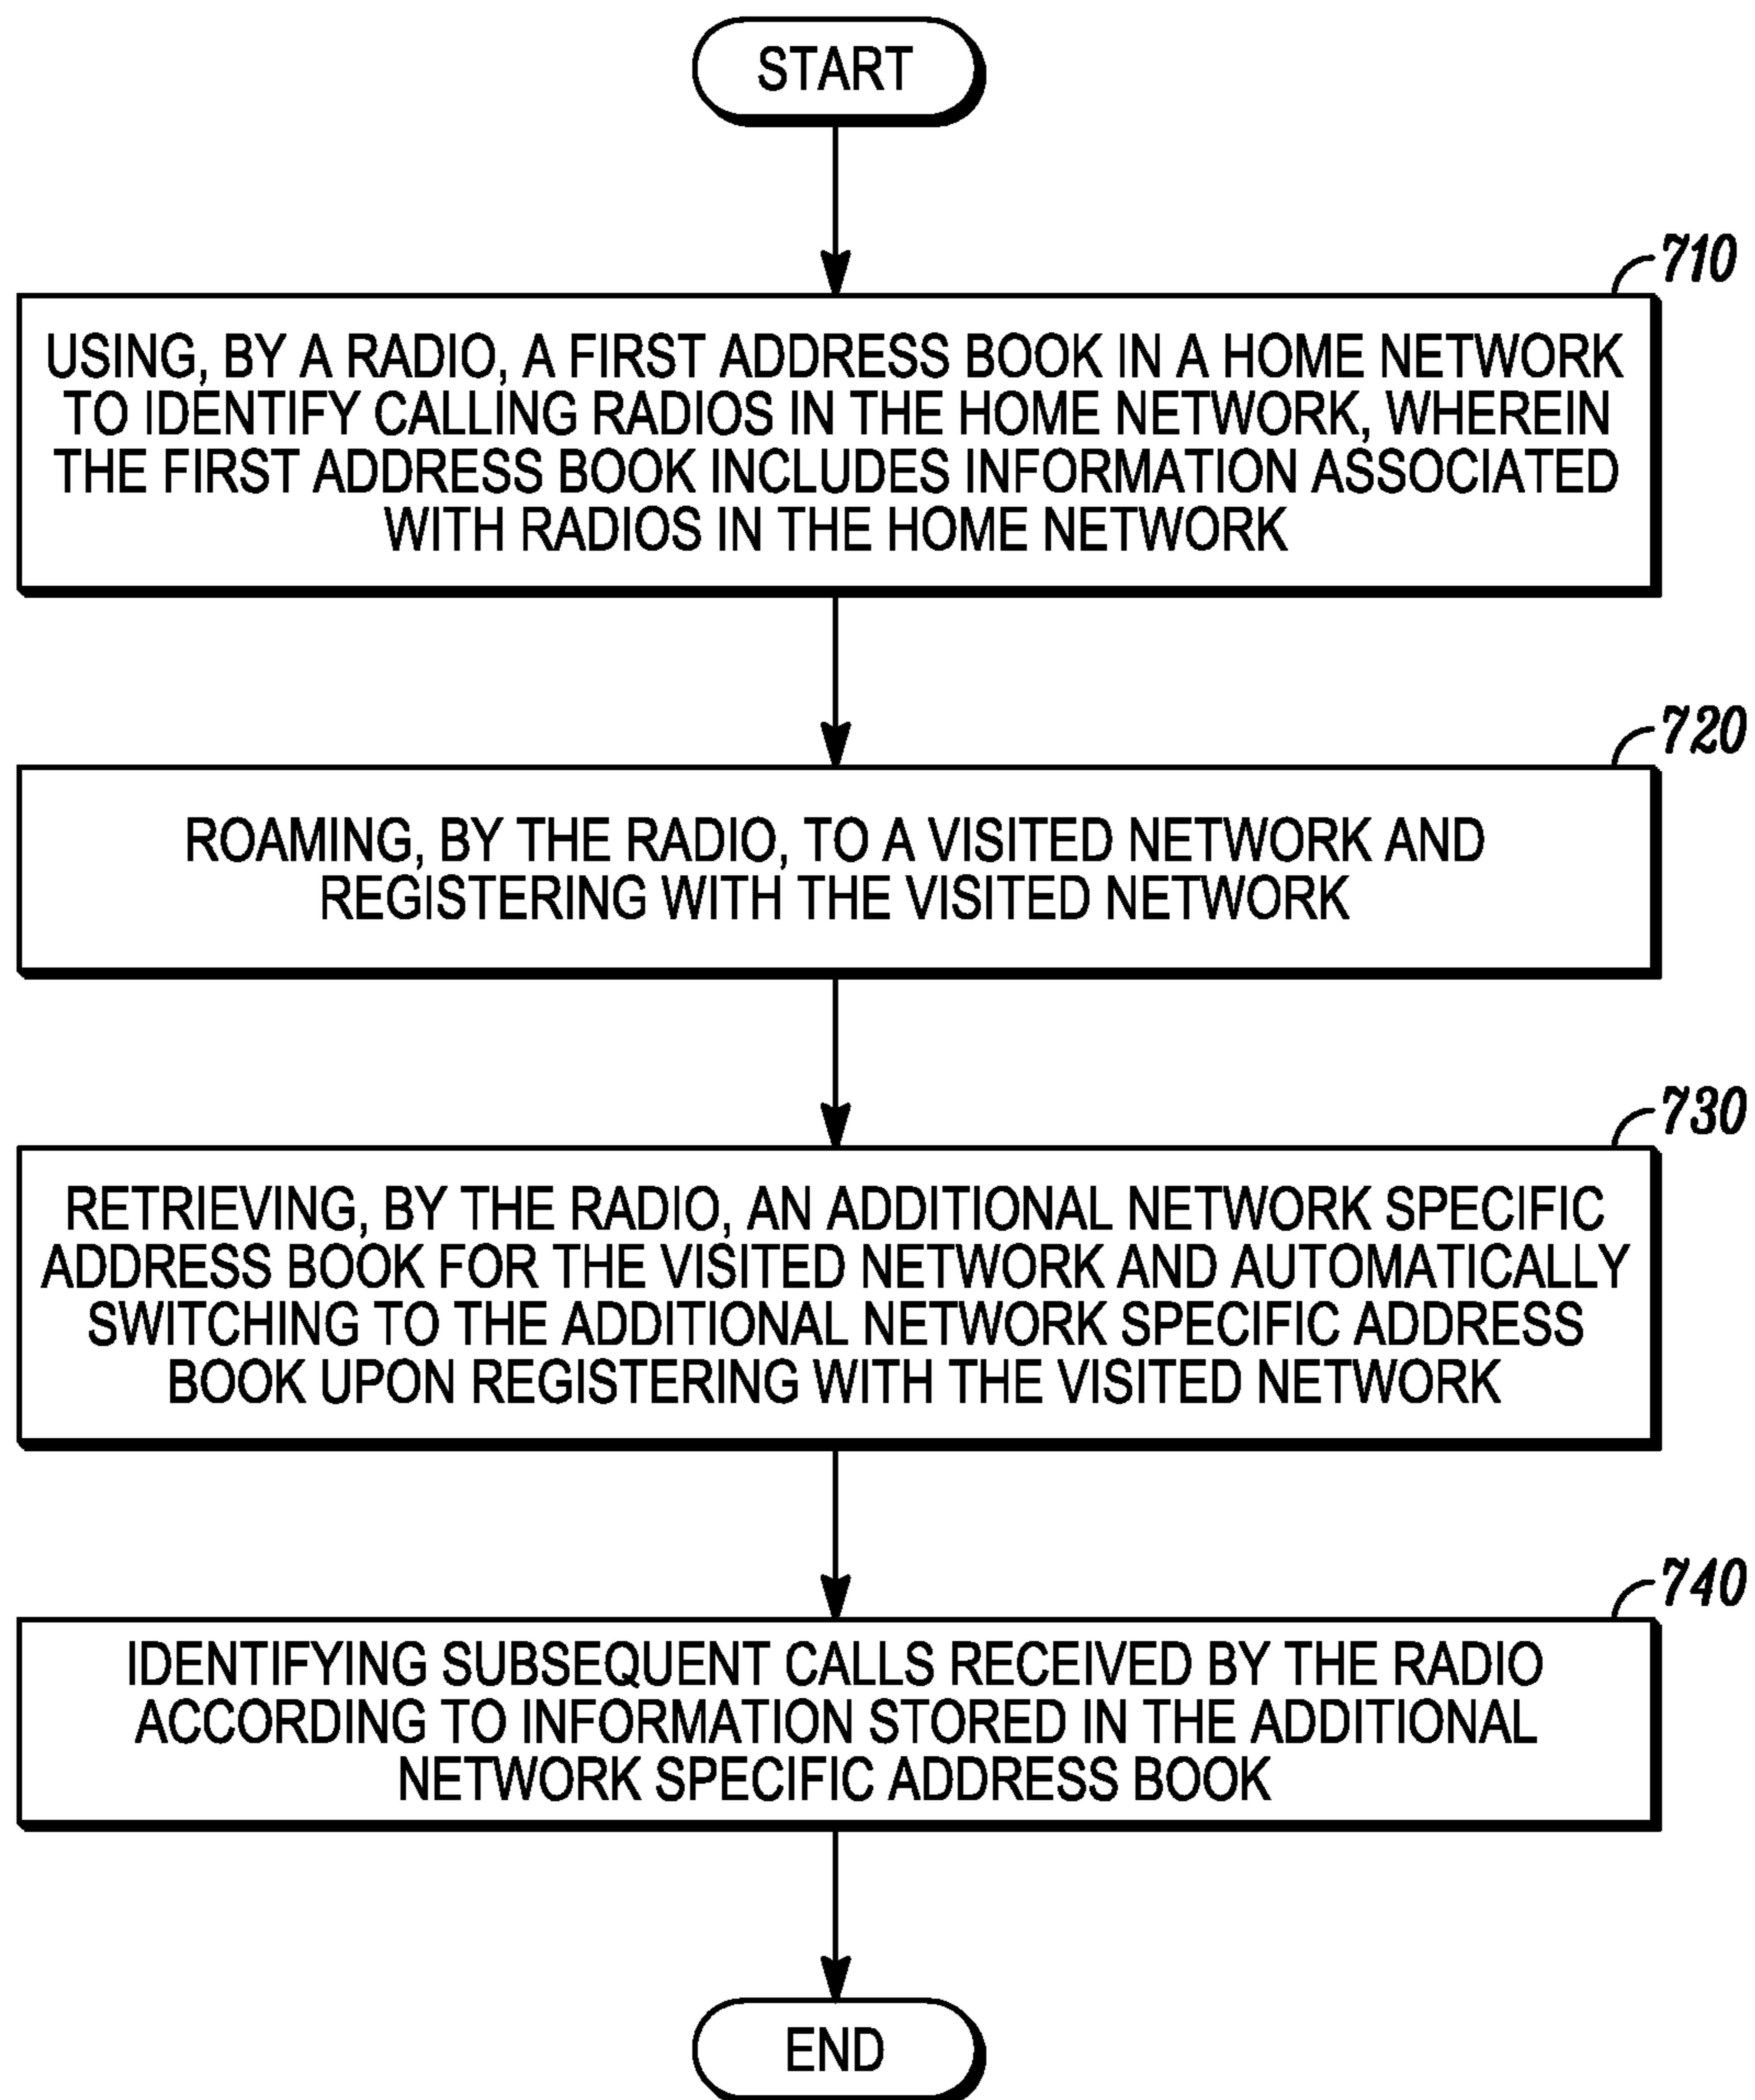 START
710
USING, BY A RADIO, A FIRST ADDRESS BOOK IN A HOME NETWORK
TO IDENTIFY CALLING RADIOS IN THE HOME NETWORK, WHEREIN
THE FIRST ADDRESS BOOK INCLUDES INFORMATION ASSOCIATED
WITH RADIOS IN THE HOME NETWORK
720
ROAMING, BY THE RADIO, TO A VISITED NETWORK AND
REGISTERING WITH THE VISITED NETWORK
730
RETRIEVING, BY THE RADIO, AN ADDITIONAL NETWORK SPECIFIC
ADDRESS BOOK FOR THE VISITED NETWORK AND AUTOMATICALLY
SWITCHING TO THE ADDITIONAL NETWORK SPECIFIC ADDRESS
BOOK UPON REGISTERING WITH THE VISITED NETWORK
740
IDENTIFYING SUBSEQUENT CALLS RECEIVED BY THE RADIO
ACCORDING TO INFORMATION STORED IN THE ADDITIONAL
NETWORK SPECIFIC ADDRESS BOOK
END